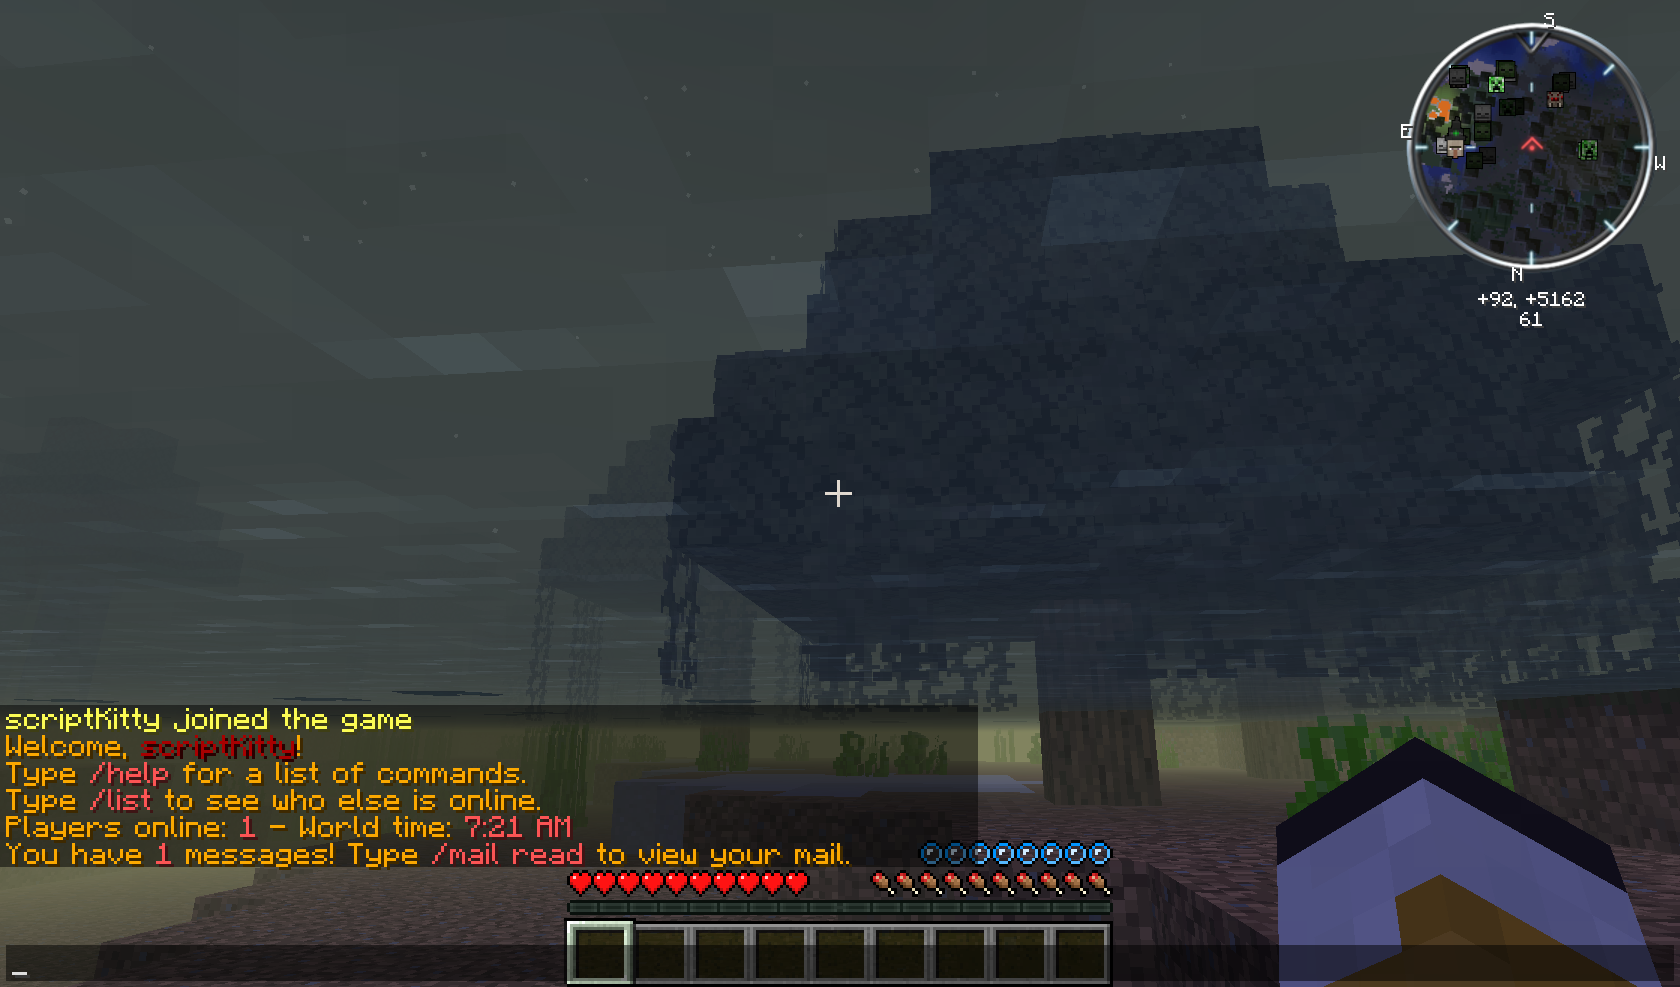 S
E
W
N
+92, +5162
61
scriptKitty joined the game
Welcome, scriptKitty!
Type /help for a list of commands.
Type /list to see who else is online.
Players online: 1 - World time: 7:21 AM
You have 1 messages! Type /mail read to view your mail.
_